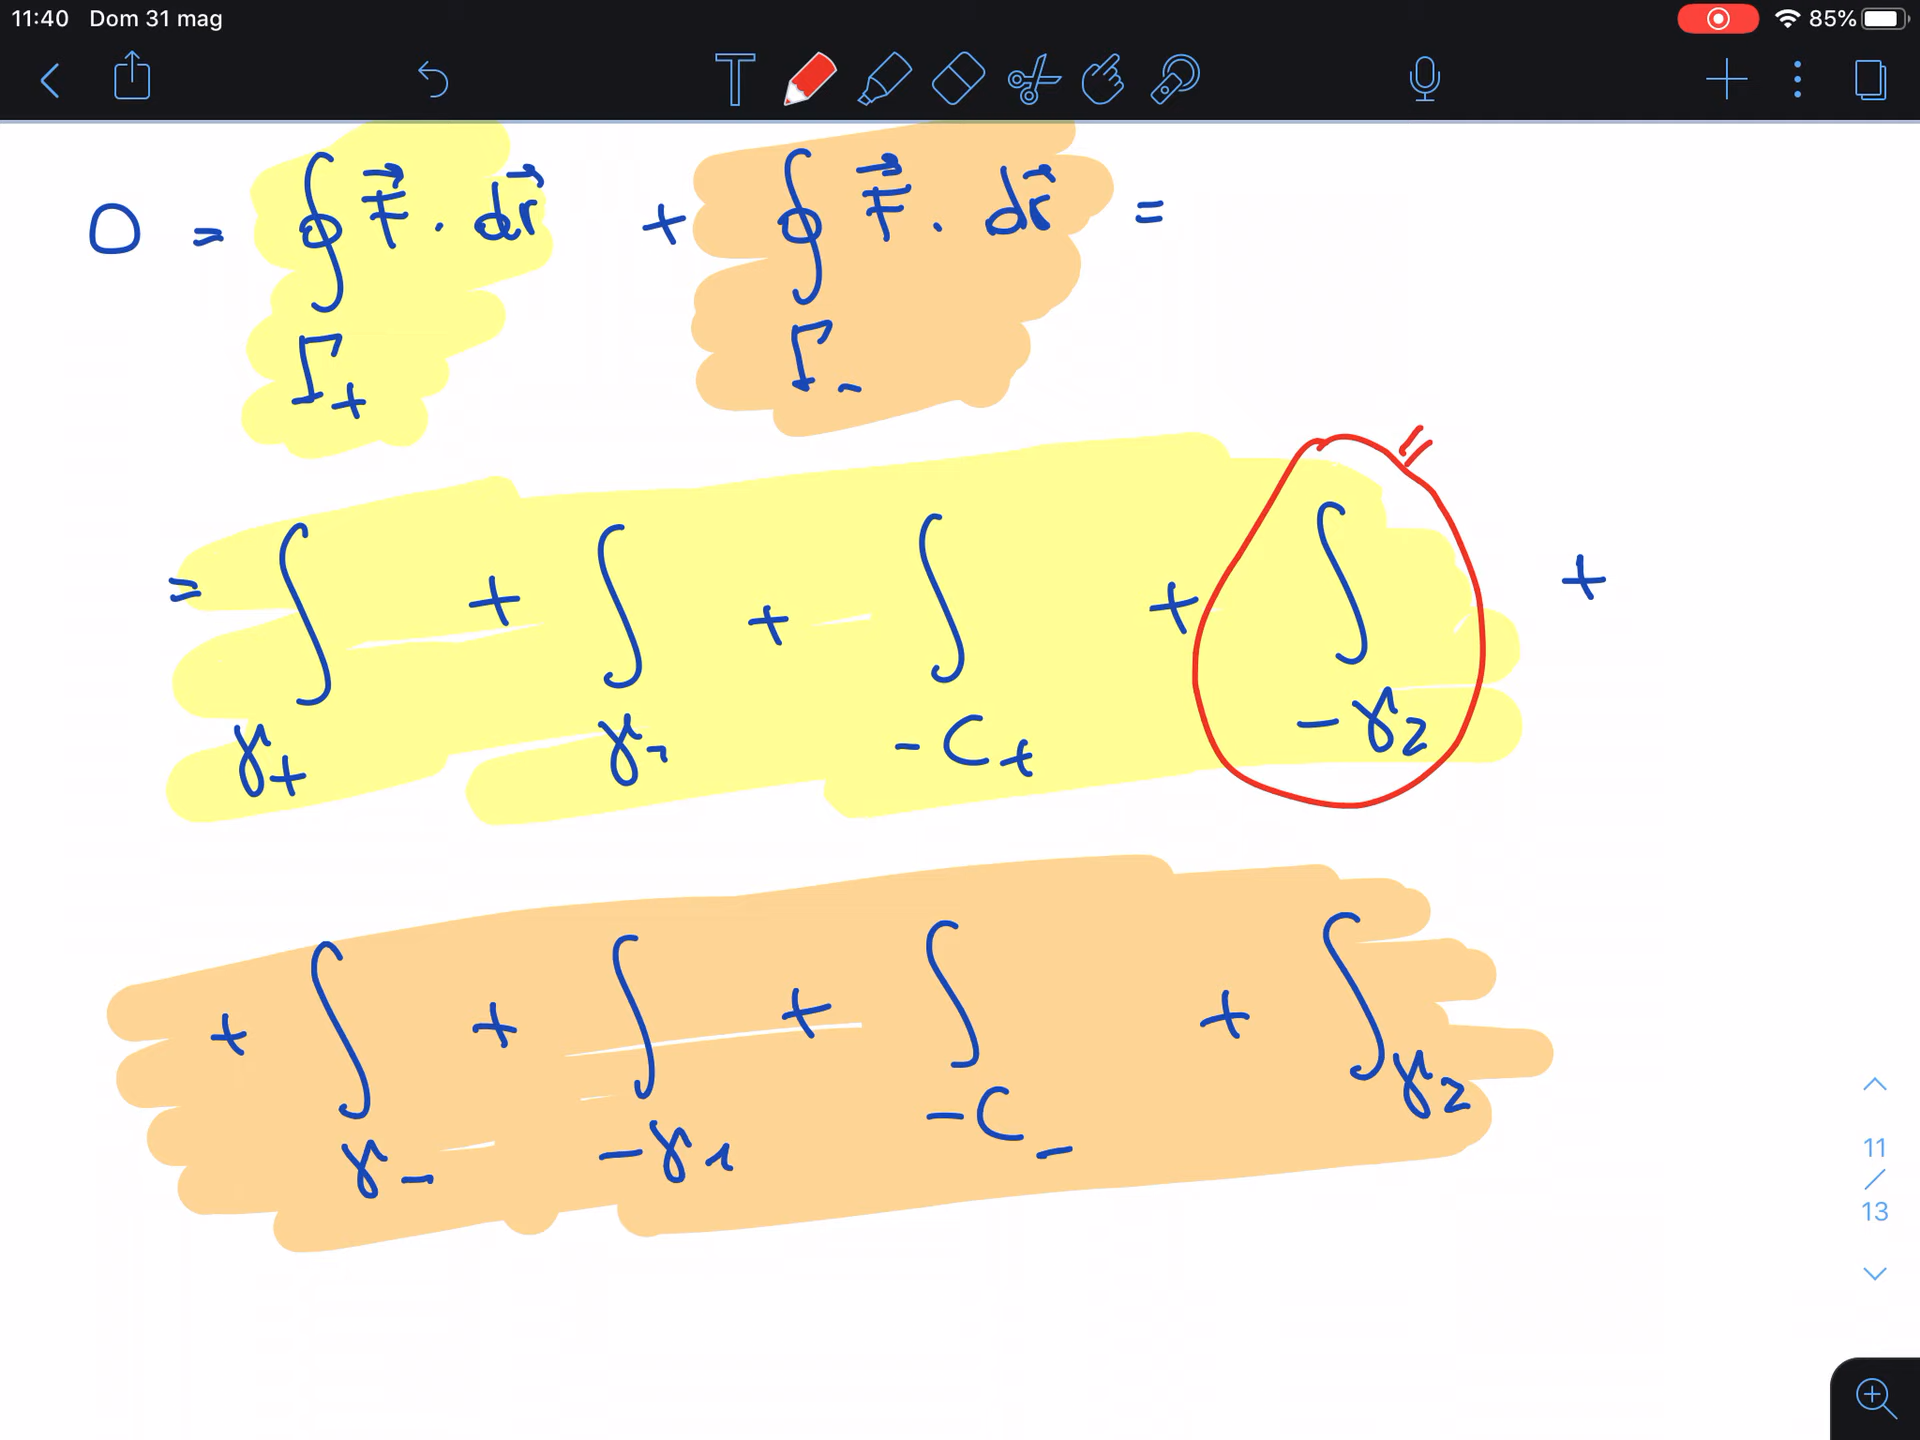 11:40 Dom 31 mag 85%
0 = ∮_{Γ+} F⃗ · dr⃗ + ∮_{Γ-} F⃗ · dr⃗ =
= ∫_{γ+} + ∫_{γ1} + ∫_{-C+} + ∫_{-γ2} +
+ ∫_{γ-} + ∫_{-γ1} + ∫_{-C-} + ∫_{γ2}
11
/
13